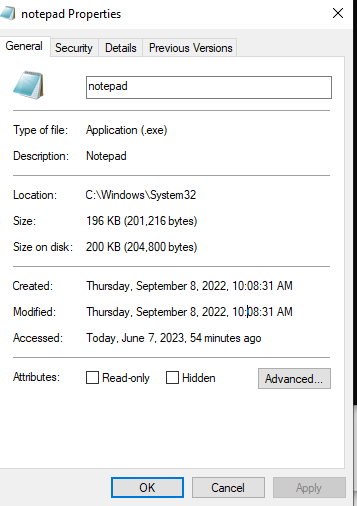 notepad Properties
General Security Details Previous Versions
notepad
Type of file: Application (.exe)
Description: Notepad
Location: C:\Windows\System32
Size: 196 KB (201,216 bytes)
Size on disk: 200 KB (204,800 bytes)
Created: Thursday, September 8, 2022, 10:08:31 AM
Modified: Thursday, September 8, 2022, 10:08:31 AM
Accessed: Today, June 7, 2023, 54 minutes ago
Attributes: Read-only Hidden Advanced...
OK Cancel Apply